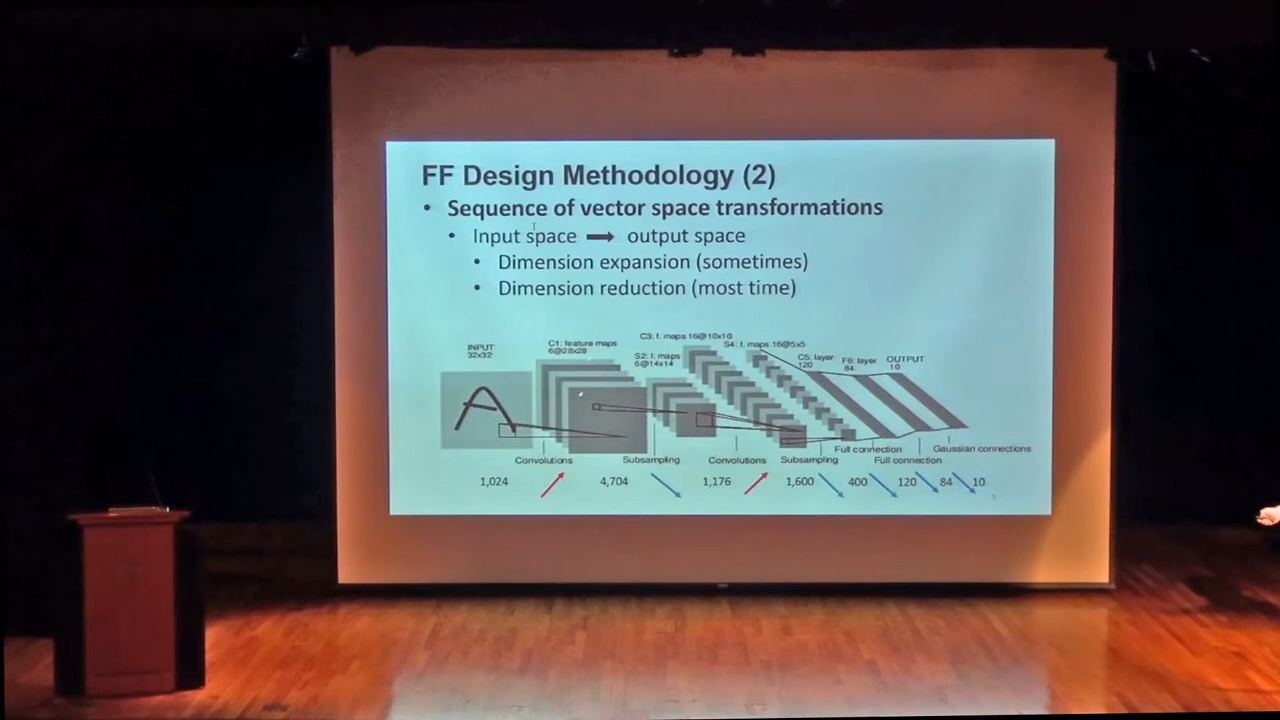 FF Design Methodology (2)
• Sequence of vector space transformations
• Input space → output space
• Dimension expansion (sometimes)
• Dimension reduction (most time)
INPUT
32x32
C1: feature maps
6@28x28
S2: f. maps
6@14x14
C3: f. maps 16@10x10
S4: f. maps 16@5x5
C5: layer
120
F6: layer
84
OUTPUT
10
Convolutions
Subsampling
Convolutions
Subsampling
Full connection
Full connection
Gaussian connections
1,024 4,704 1,176 1,600 400 120 84 10